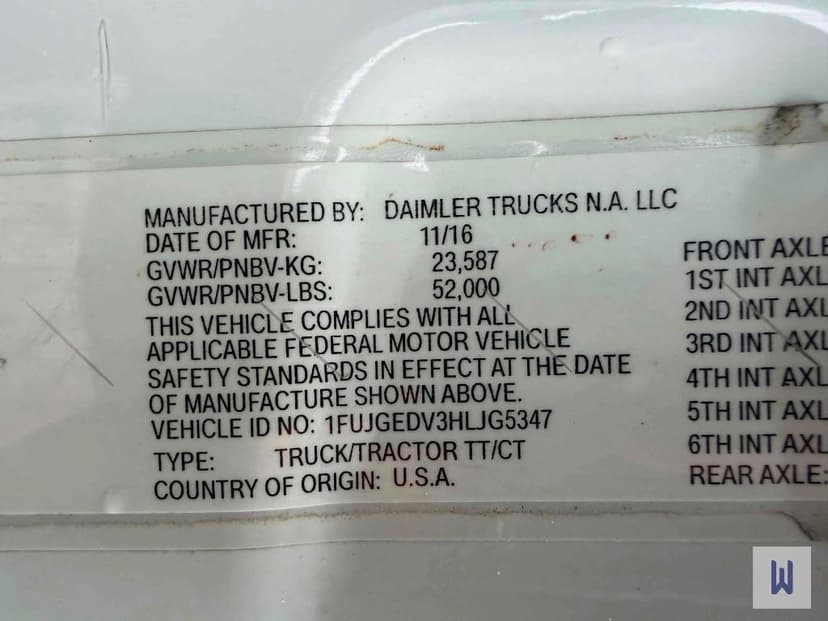 MANUFACTURED BY: DAIMLER TRUCKS N.A. LLC
DATE OF MFR: 11/16
GVWR/PNBV-KG: 23,587
GVWR/PNBV-LBS: 52,000
THIS VEHICLE COMPLIES WITH ALL
APPLICABLE FEDERAL MOTOR VEHICLE
SAFETY STANDARDS IN EFFECT AT THE DATE
OF MANUFACTURE SHOWN ABOVE.
VEHICLE ID NO: 1FUJGEDV3HLJG5347
TYPE: TRUCK/TRACTOR TT/CT
COUNTRY OF ORIGIN: U.S.A.
FRONT AXLE
1ST INT AXL
2ND INT AXL
3RD INT AXL
4TH INT AXL
5TH INT AXL
6TH INT AXL
REAR AXLE:
W